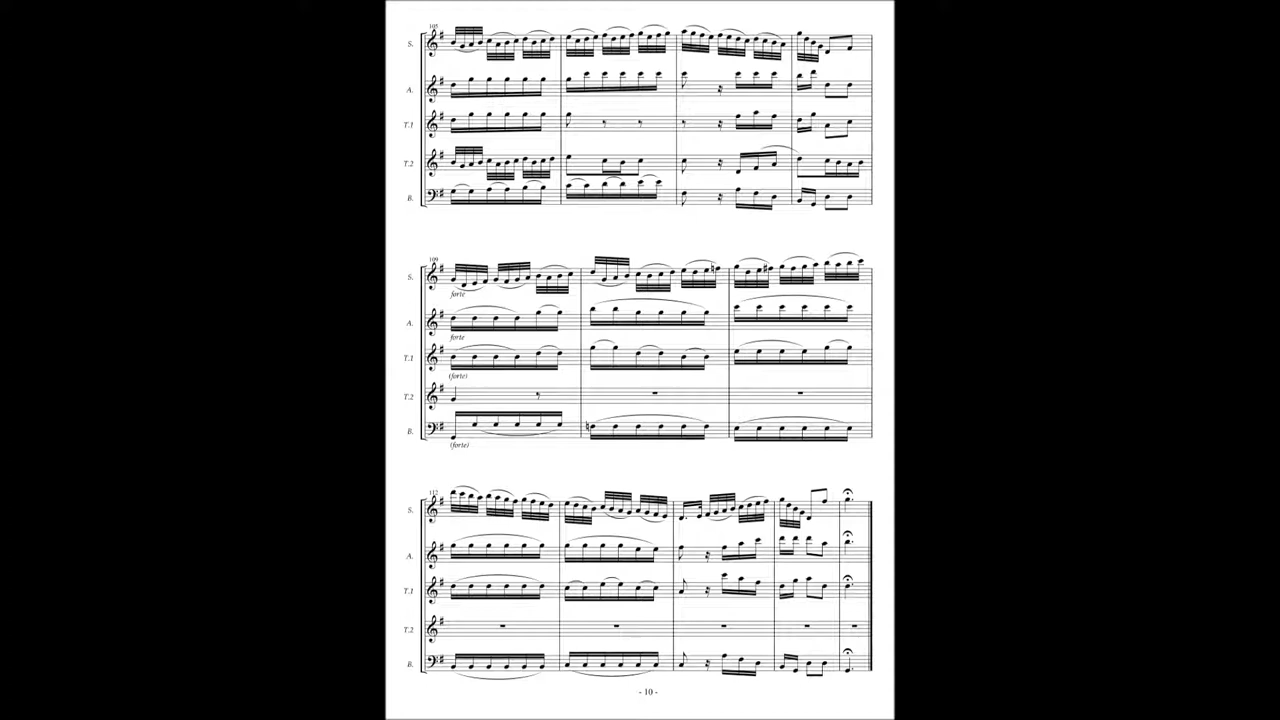 105
S.
A.
T.1
T.2
B.
109
S.
forte
A.
forte
T.1
(forte)
T.2
B.
(forte)
112
S.
A.
T.1
T.2
B.
- 10 -